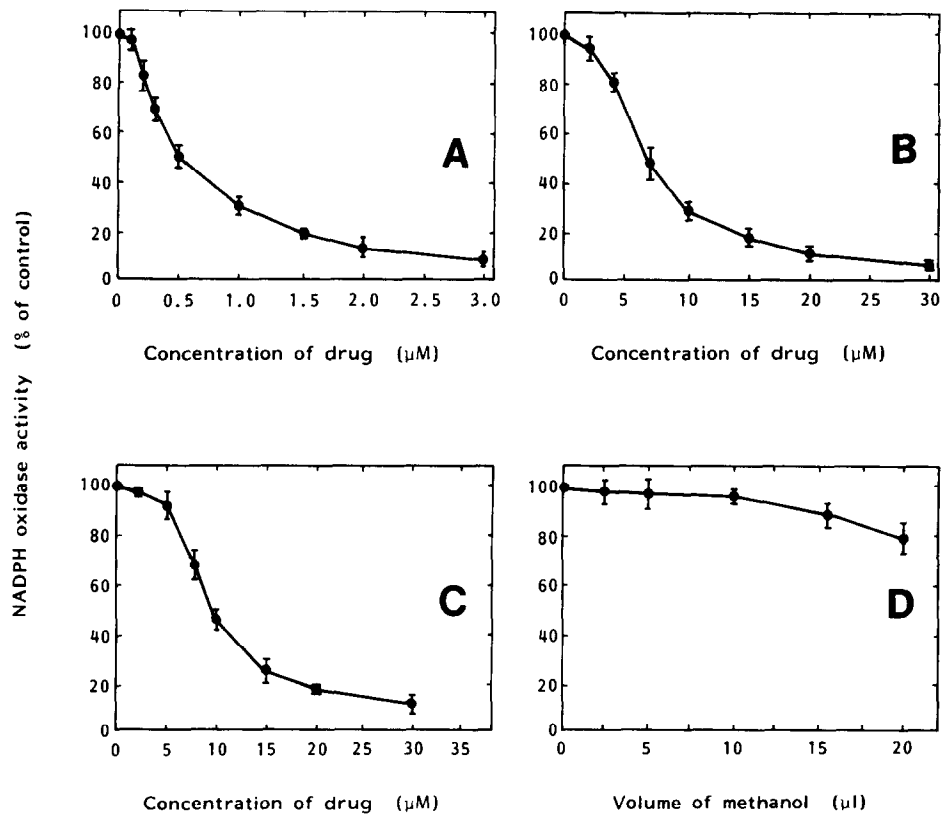 NADPH oxidase activity (% of control)
100
80
60
40
20
0
A
0 0.5 1.0 1.5 2.0 2.5 3.0
Concentration of drug (µM)
100
80
60
40
20
0
B
0 5 10 15 20 25 30
Concentration of drug (µM)
100
80
60
40
20
0
C
0 5 10 15 20 25 30 35
Concentration of drug (µM)
100
80
60
40
20
0
D
0 5 10 15 20
Volume of methanol (µl)